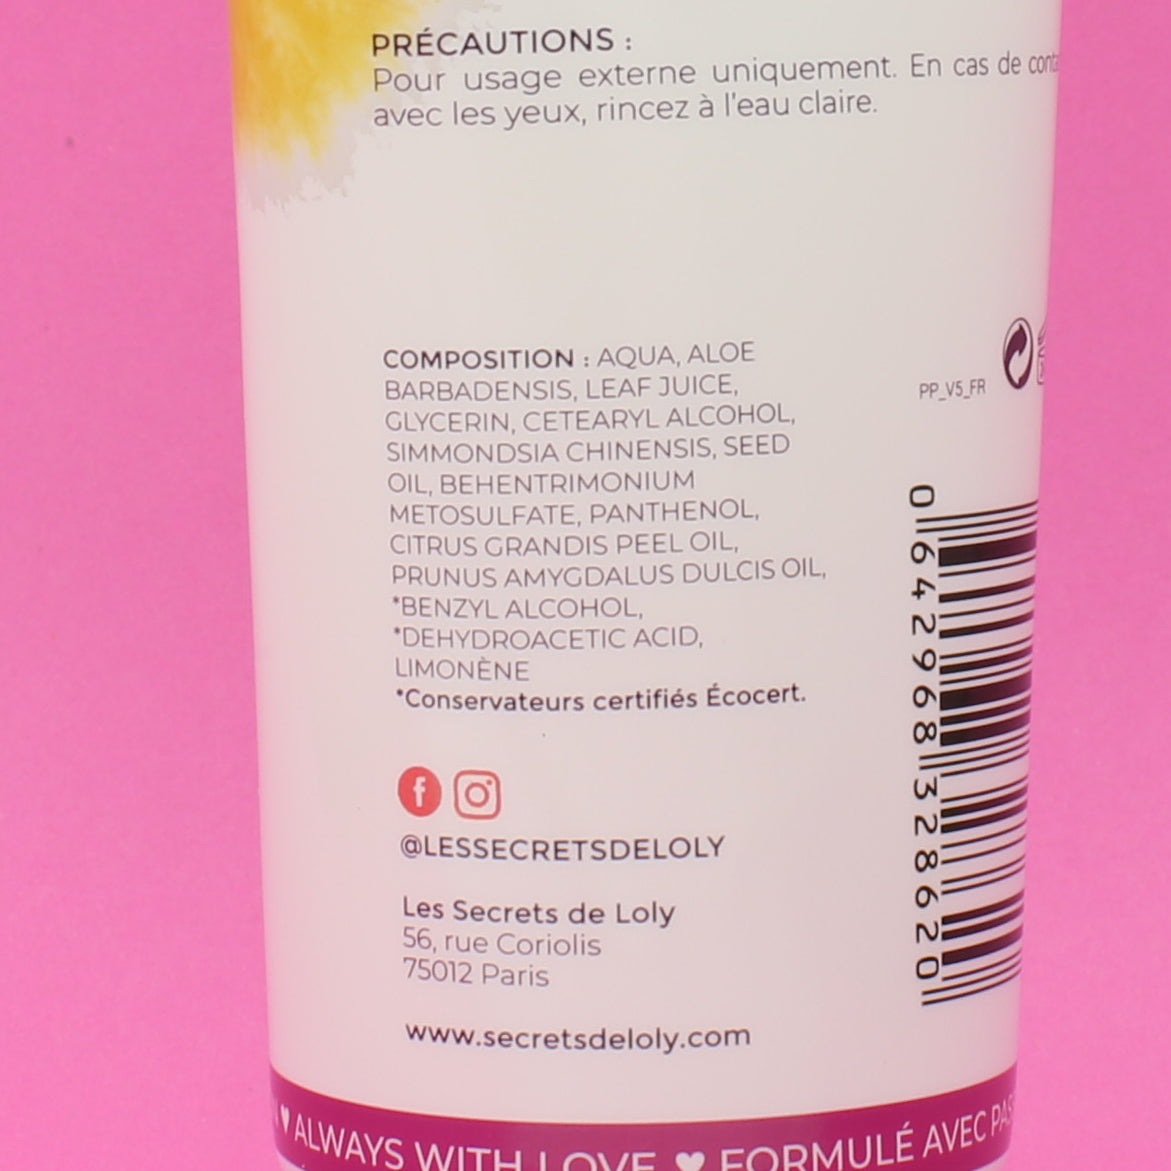 PRÉCAUTIONS :
Pour usage externe uniquement. En cas de
avec les yeux, rincez à l'eau claire.
COMPOSITION : AQUA, ALOE
BARBADENSIS, LEAF JUICE,
GLYCERIN, CETEARYL ALCOHOL,
SIMMONDSIA CHINENSIS, SEED
OIL, BEHENTRIMONIUM
METOSULFATE, PANTHENOL,
CITRUS GRANDIS PEEL OIL,
PRUNUS AMYGDALUS DULCIS OIL,
*BENZYL ALCOHOL,
*DEHYDROACETIC ACID,
LIMONÈNE
*Conservateurs certifiés Écocert.
PP_V5_FR
0 642968 328620
@LESSECRETSDELOLY
Les Secrets de Loly
56, rue Coriolis
75012 Paris
www.secretsdeloly.com
♥ ALWAYS WITH LOVE ♥ FORMULÉ AVEC